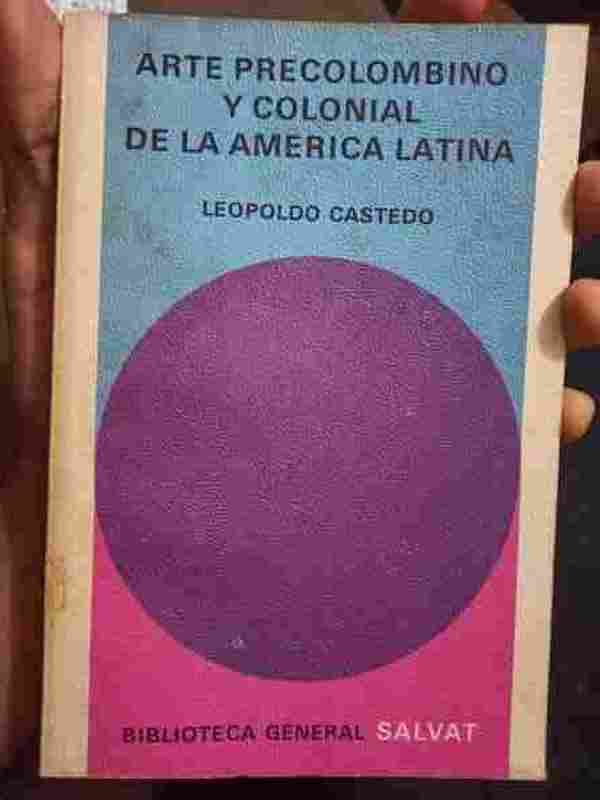 ARTE PRECOLOMBINO
Y COLONIAL
DE LA AMERICA LATINA
LEOPOLDO CASTEDO
BIBLIOTECA GENERAL SALVAT